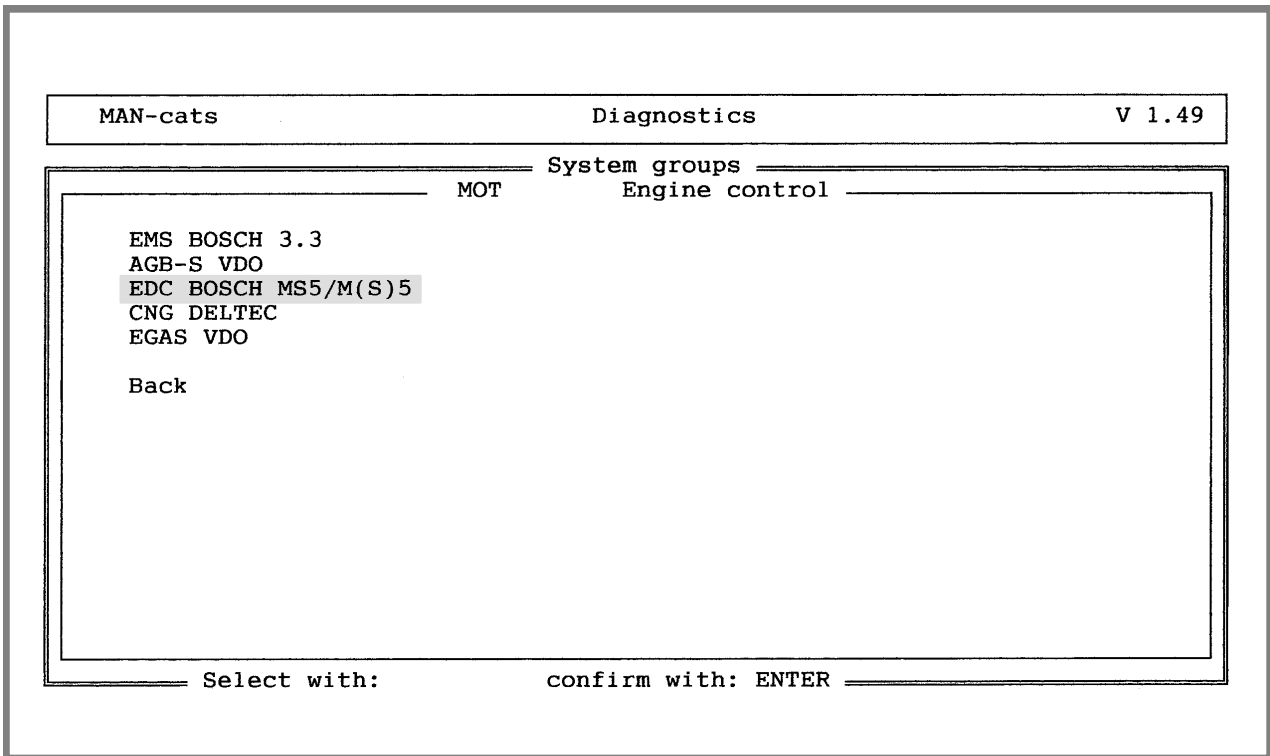 MAN-cats Diagnostics V 1.49
System groups
MOT Engine control
EMS BOSCH 3.3
AGB-S VDO
EDC BOSCH MS5/M(S)5
CNG DELTEC
EGAS VDO
Back
Select with: confirm with: ENTER